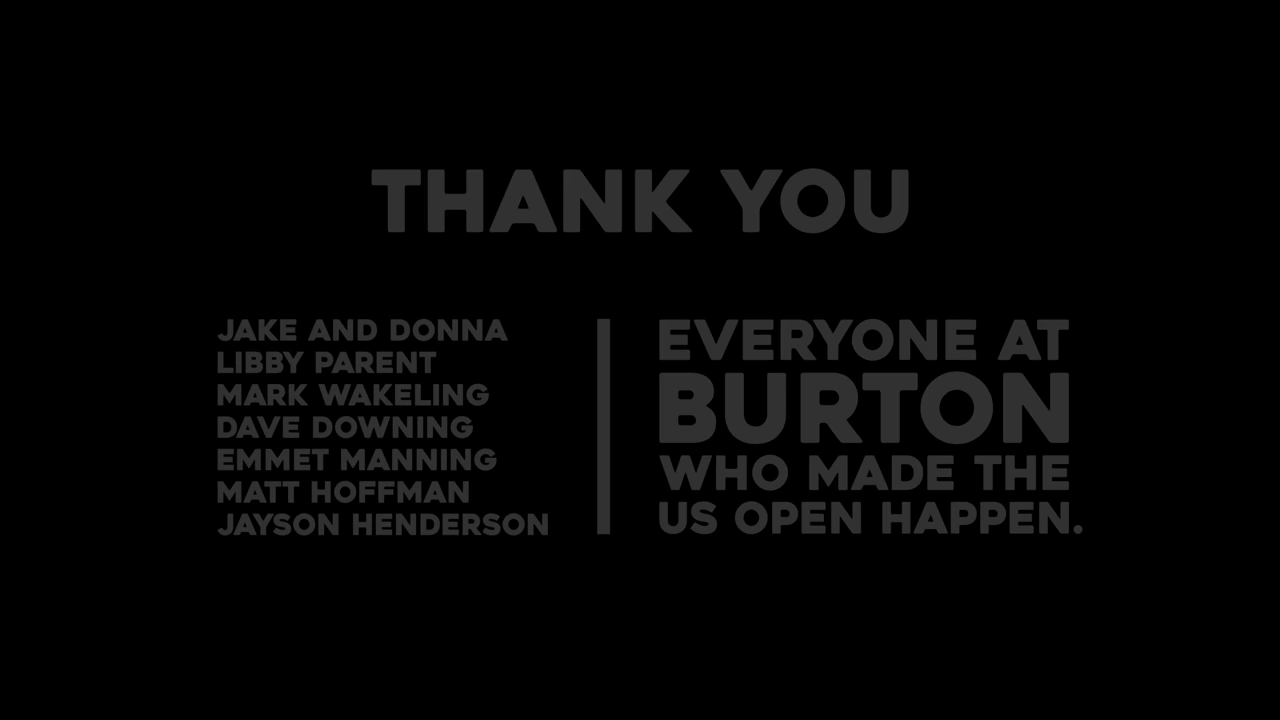 THANK YOU
JAKE AND DONNA
LIBBY PARENT
MARK WAKELING
DAVE DOWNING
EMMET MANNING
MATT HOFFMAN
JAYSON HENDERSON
EVERYONE AT
BURTON
WHO MADE THE
US OPEN HAPPEN.